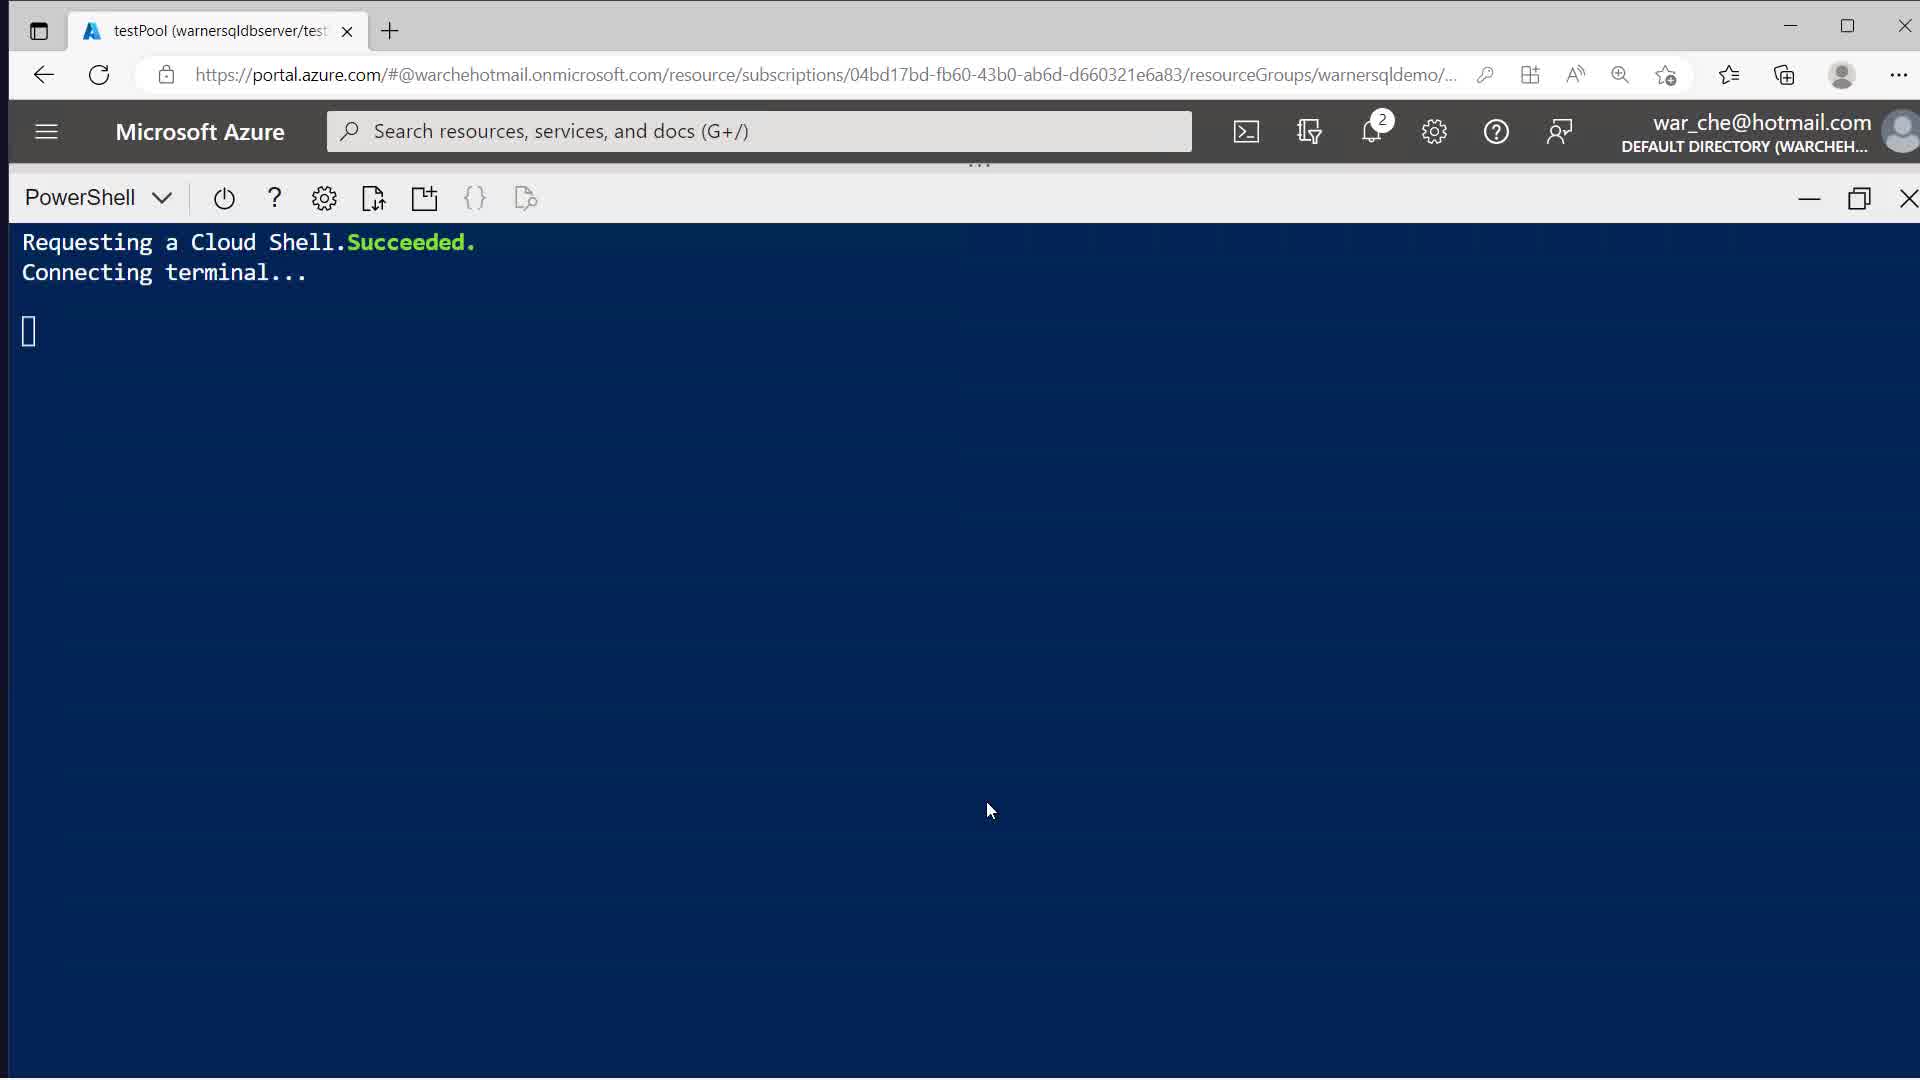 testPool (warnersqldbserver/test
https://portal.azure.com/#@warchehotmail.onmicrosoft.com/resource/subscriptions/04bd17bd-fb60-43b0-ab6d-d660321e6a83/resourceGroups/warnersqldemo/...
Microsoft Azure
Search resources, services, and docs (G+/)
2
war_che@hotmail.com
DEFAULT DIRECTORY (WARCHEH...
PowerShell
Requesting a Cloud Shell.Succeeded.
Connecting terminal...